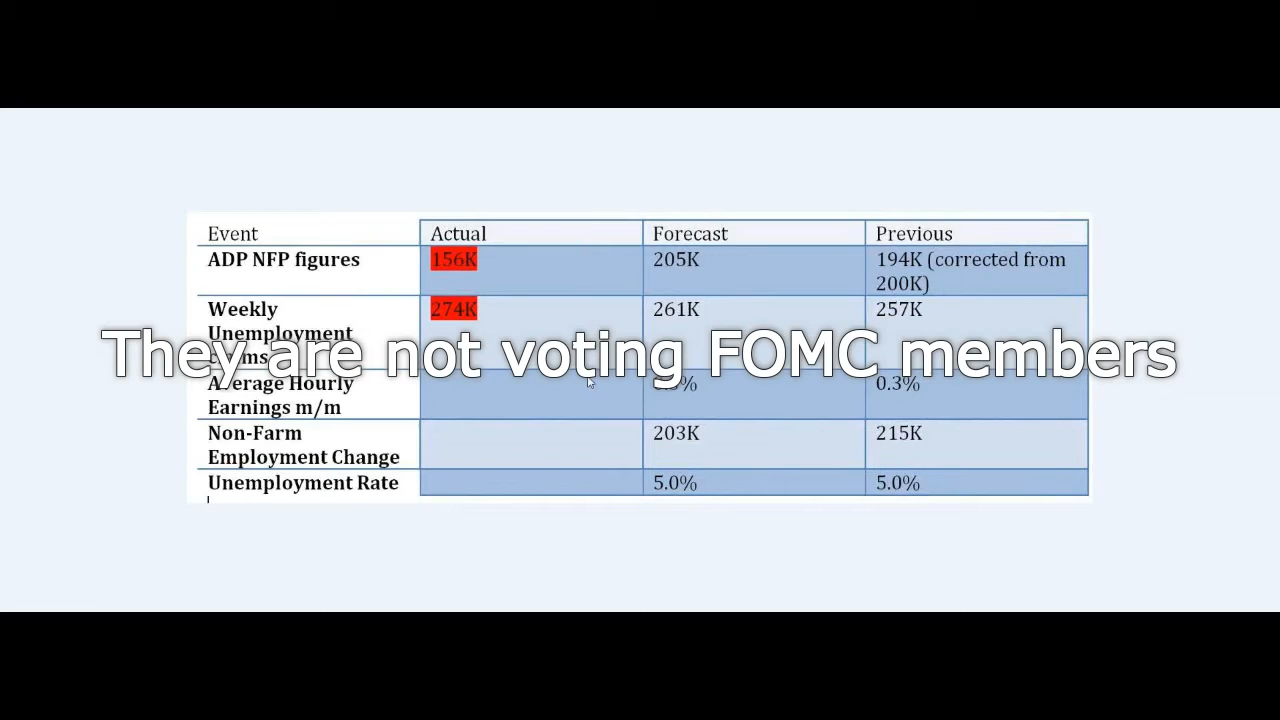 Event Actual Forecast Previous
ADP NFP figures 156K 205K 194K (corrected from
200K)
Weekly 274K 261K 257K
Unemployment
They are not voting FOMC members
Average Hourly 0.3%
Earnings m/m
Non-Farm 203K 215K
Employment Change
Unemployment Rate 5.0% 5.0%